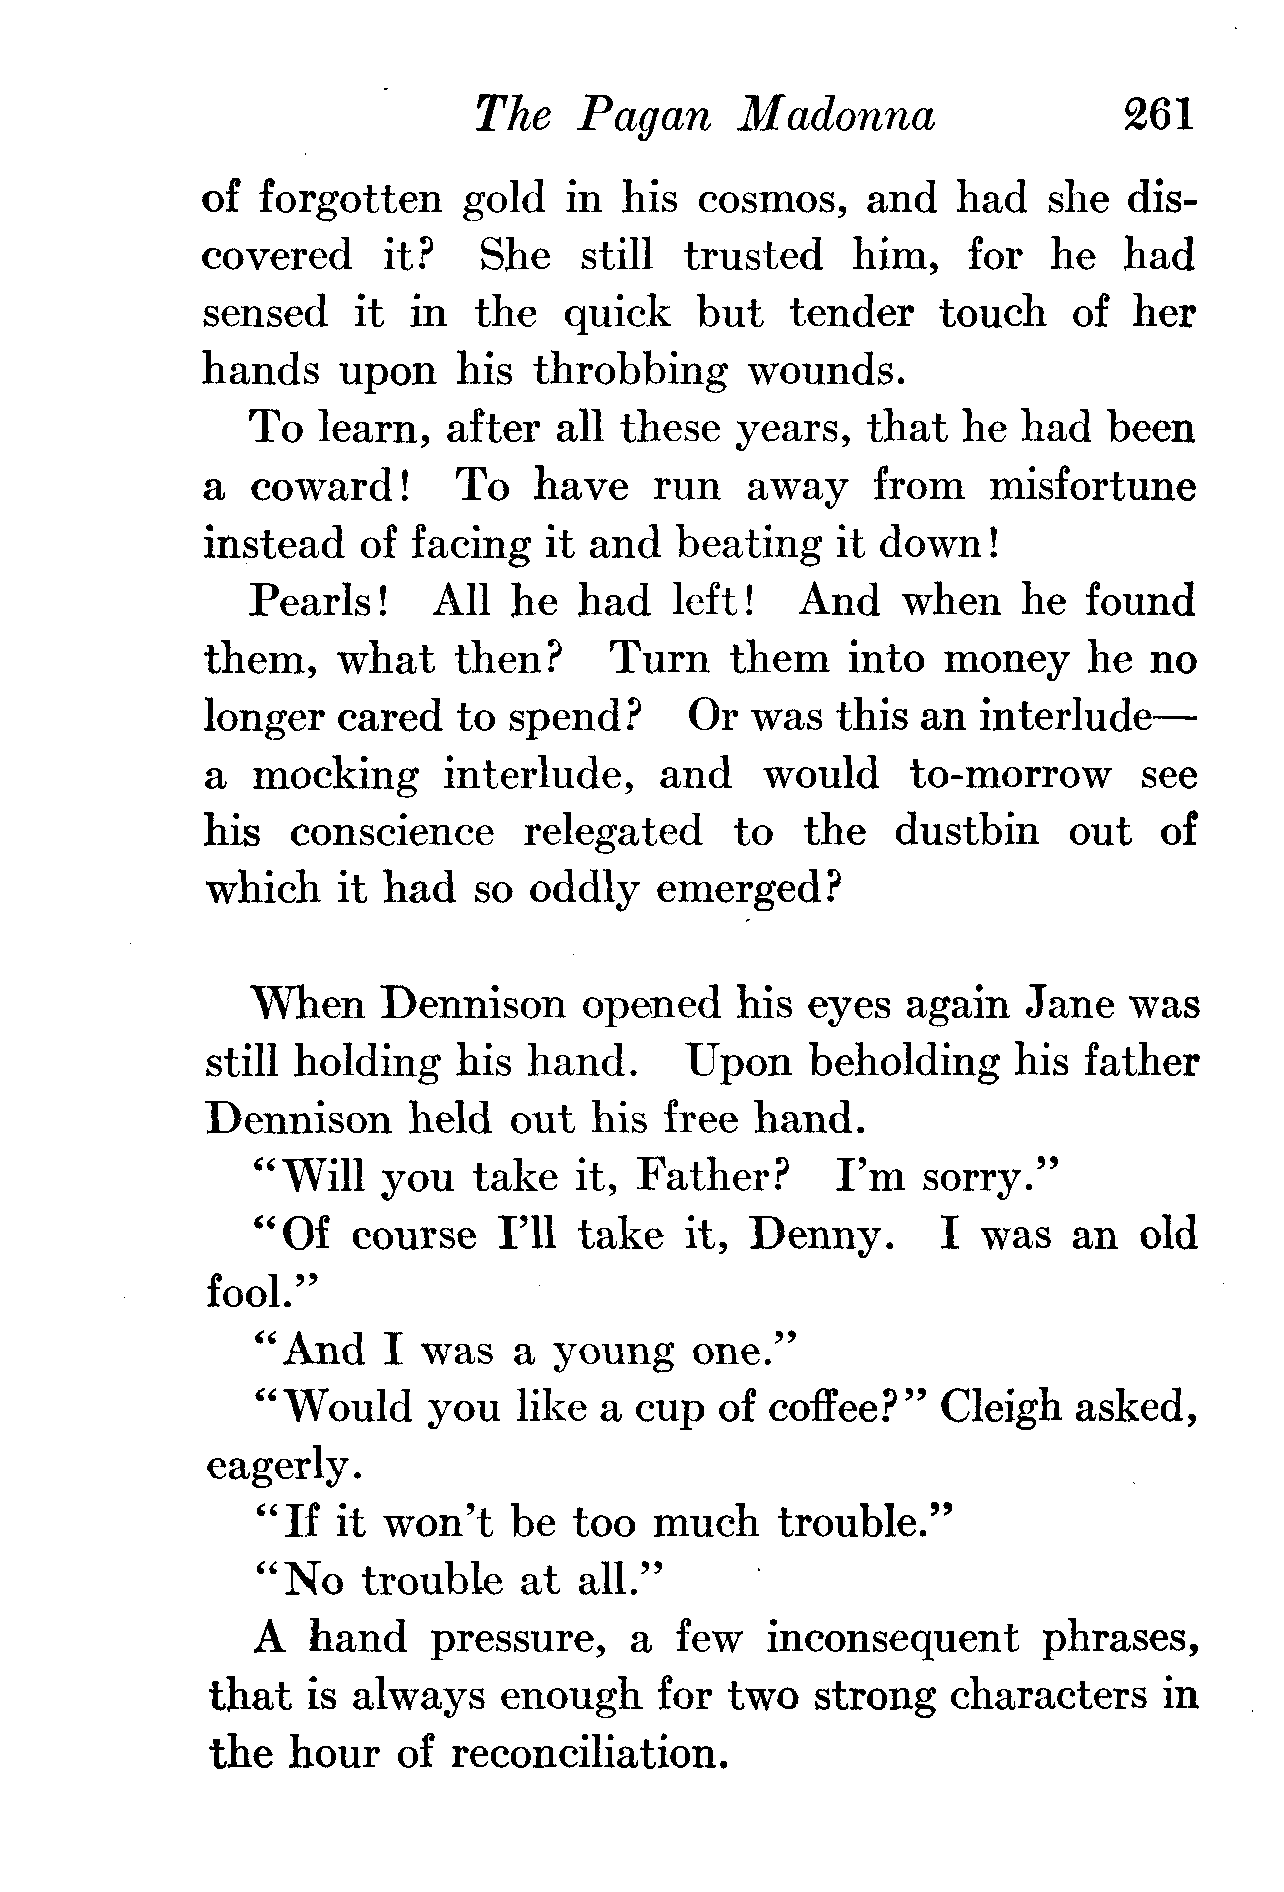 The Pagan Madonna 261
of forgotten gold in his cosmos, and had she dis-
covered it? She still trusted him, for he had
sensed it in the quick but tender touch of her
hands upon his throbbing wounds.
To learn, after all these years, that he had been
a coward! To have run away from misfortune
instead of facing it and beating it down!
Pearls! All he had left! And when he found
them, what then? Turn them into money he no
longer cared to spend? Or was this an interlude—
a mocking interlude, and would to-morrow see
his conscience relegated to the dustbin out of
which it had so oddly emerged?
When Dennison opened his eyes again Jane was
still holding his hand. Upon beholding his father
Dennison held out his free hand.
“Will you take it, Father? I’m sorry.”
“Of course I’ll take it, Denny. I was an old
fool.”
“And I was a young one.”
“Would you like a cup of coffee?” Cleigh asked,
eagerly.
“If it won’t be too much trouble.”
“No trouble at all.”
A hand pressure, a few inconsequent phrases,
that is always enough for two strong characters in
the hour of reconciliation.